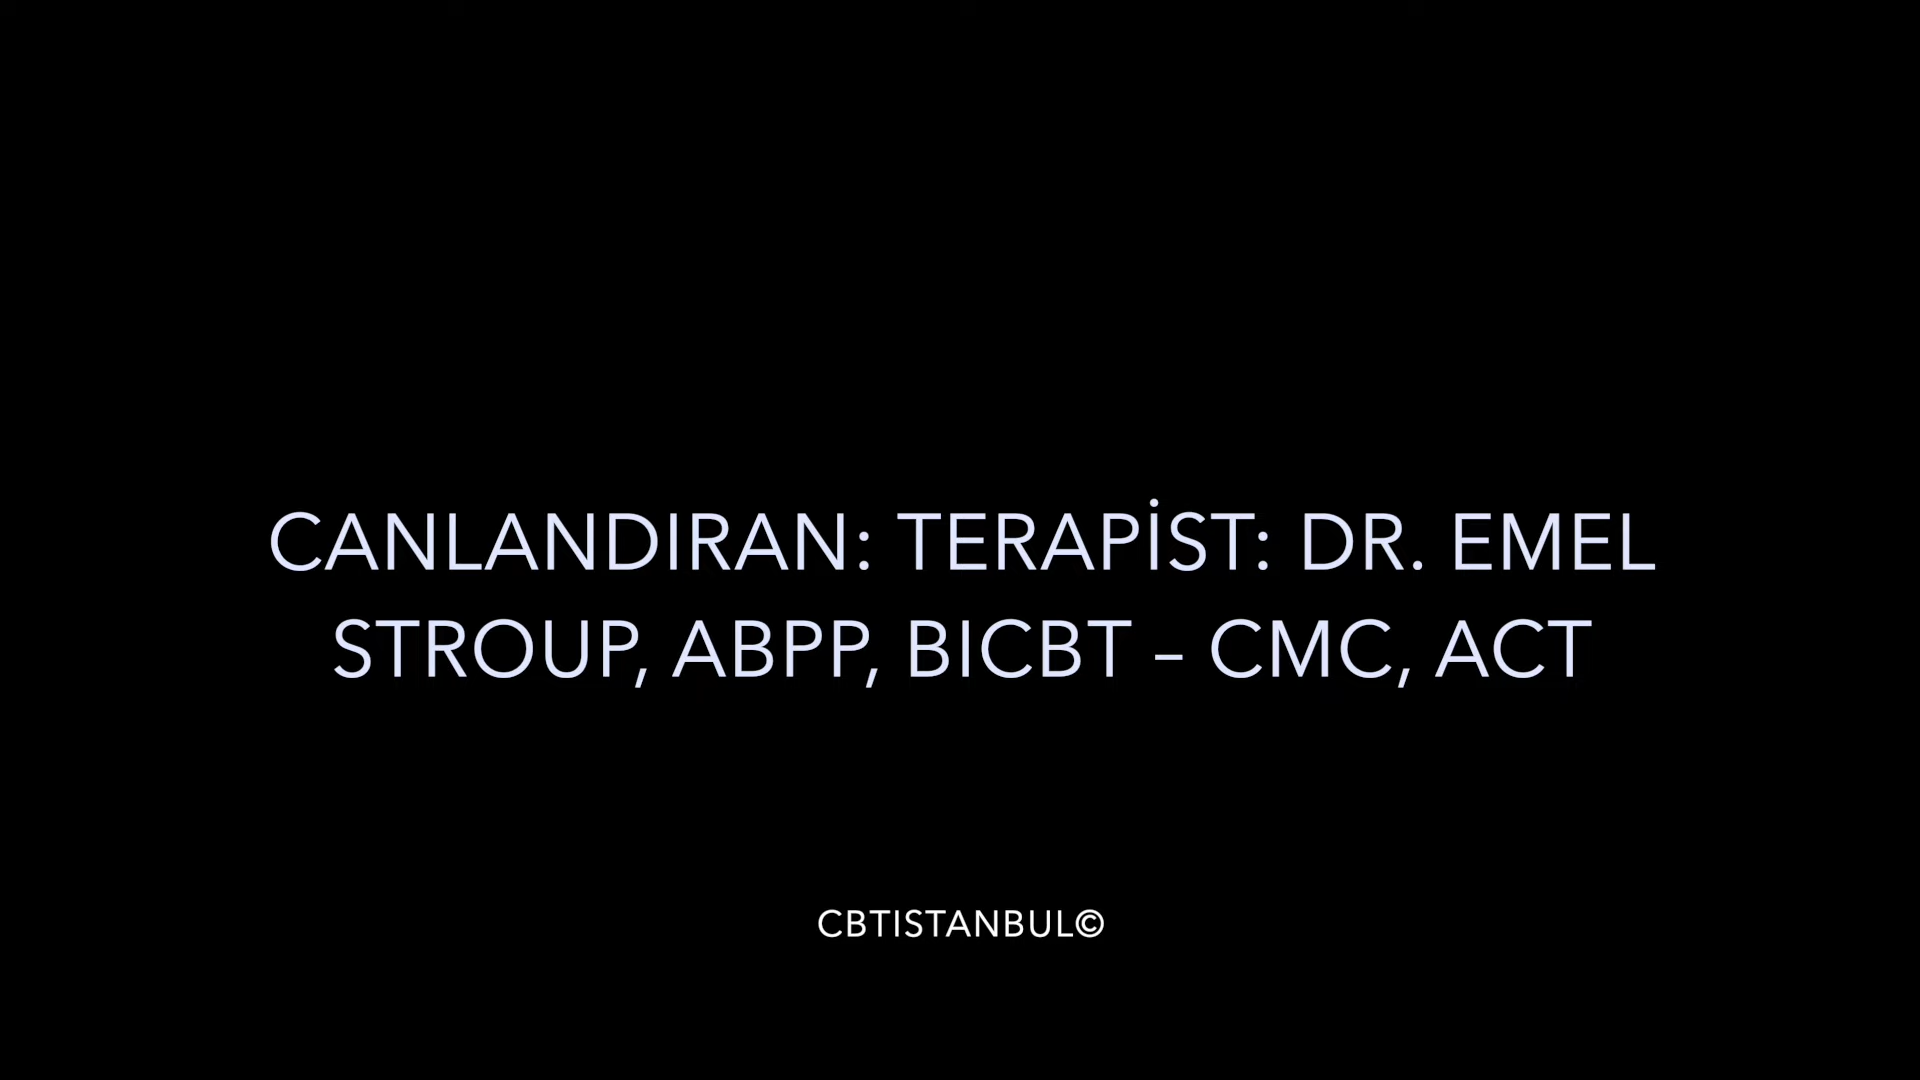 CANLANDIRAN: TERAPİST: DR. EMEL
STROUP, ABPP, BICBT – CMC, ACT
CBTISTANBUL©